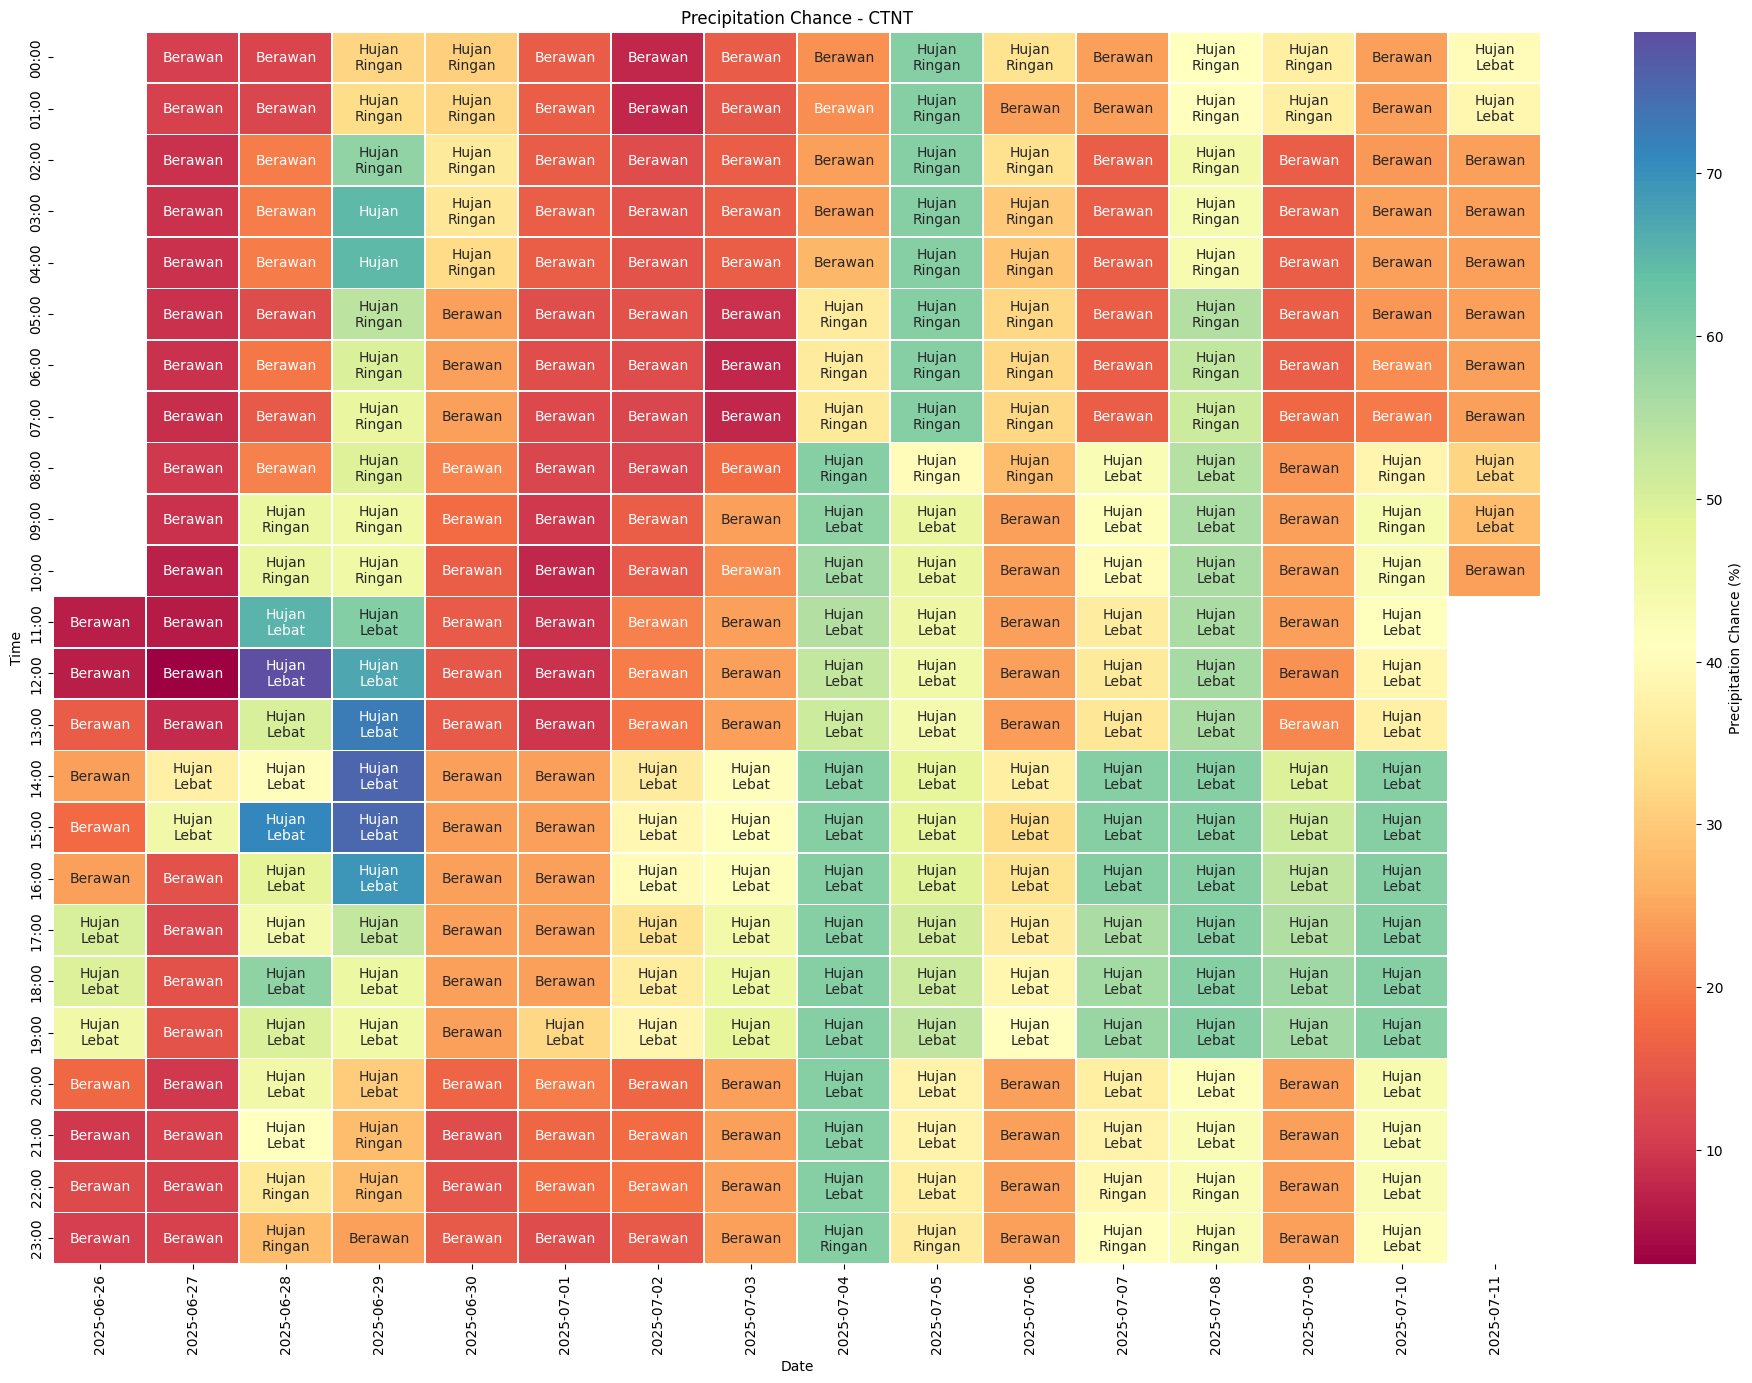 Precipitation Chance - CTNT
00:00 Berawan Berawan Hujan Ringan Hujan Ringan Berawan Berawan Berawan Berawan Hujan Ringan Hujan Ringan Berawan Hujan Ringan Hujan Ringan Berawan Hujan Lebat
01:00 Berawan Berawan Hujan Ringan Hujan Ringan Berawan Berawan Berawan Berawan Hujan Ringan Berawan Berawan Hujan Ringan Hujan Ringan Berawan Hujan Lebat
02:00 Berawan Berawan Hujan Ringan Hujan Ringan Berawan Berawan Berawan Berawan Hujan Ringan Hujan Ringan Berawan Hujan Ringan Berawan Berawan Berawan
03:00 Berawan Berawan Hujan Hujan Ringan Berawan Berawan Berawan Berawan Hujan Ringan Hujan Ringan Berawan Hujan Ringan Berawan Berawan Berawan
04:00 Berawan Berawan Hujan Hujan Ringan Berawan Berawan Berawan Berawan Hujan Ringan Hujan Ringan Berawan Hujan Ringan Berawan Berawan Berawan
05:00 Berawan Berawan Hujan Ringan Berawan Berawan Berawan Berawan Hujan Ringan Hujan Ringan Hujan Ringan Berawan Hujan Ringan Berawan Berawan Berawan
06:00 Berawan Berawan Hujan Ringan Berawan Berawan Berawan Berawan Hujan Ringan Hujan Ringan Hujan Ringan Berawan Hujan Ringan Berawan Berawan Berawan
07:00 Berawan Berawan Hujan Ringan Berawan Berawan Berawan Berawan Hujan Ringan Hujan Ringan Hujan Ringan Berawan Hujan Ringan Berawan Berawan Berawan
08:00 Berawan Berawan Hujan Ringan Berawan Berawan Berawan Berawan Hujan Ringan Hujan Ringan Hujan Ringan Hujan Lebat Hujan Lebat Berawan Hujan Ringan Hujan Lebat
09:00 Berawan Hujan Ringan Hujan Ringan Berawan Berawan Berawan Berawan Hujan Lebat Hujan Lebat Berawan Hujan Lebat Hujan Lebat Berawan Hujan Ringan Hujan Lebat
10:00 Berawan Hujan Ringan Hujan Ringan Berawan Berawan Berawan Berawan Hujan Lebat Hujan Lebat Berawan Hujan Lebat Hujan Lebat Berawan Hujan Ringan Berawan
11:00 Berawan Berawan Hujan Lebat Hujan Lebat Berawan Berawan Berawan Berawan Hujan Lebat Hujan Lebat Berawan Hujan Lebat Hujan Lebat Berawan Hujan Lebat
12:00 Berawan Berawan Hujan Lebat Hujan Lebat Berawan Berawan Berawan Berawan Hujan Lebat Hujan Lebat Berawan Hujan Lebat Hujan Lebat Berawan Hujan Lebat
13:00 Berawan Berawan Hujan Lebat Hujan Lebat Berawan Berawan Berawan Berawan Hujan Lebat Hujan Lebat Berawan Hujan Lebat Hujan Lebat Berawan Hujan Lebat
14:00 Berawan Hujan Lebat Hujan Lebat Hujan Lebat Berawan Berawan Hujan Lebat Hujan Lebat Hujan Lebat Hujan Lebat Hujan Lebat Hujan Lebat Hujan Lebat Hujan Lebat Hujan Lebat
15:00 Berawan Hujan Lebat Hujan Lebat Hujan Lebat Berawan Berawan Hujan Lebat Hujan Lebat Hujan Lebat Hujan Lebat Hujan Lebat Hujan Lebat Hujan Lebat Hujan Lebat Hujan Lebat
16:00 Berawan Berawan Hujan Lebat Hujan Lebat Berawan Berawan Hujan Lebat Hujan Lebat Hujan Lebat Hujan Lebat Hujan Lebat Hujan Lebat Hujan Lebat Hujan Lebat Hujan Lebat
17:00 Hujan Lebat Berawan Hujan Lebat Hujan Lebat Berawan Berawan Hujan Lebat Hujan Lebat Hujan Lebat Hujan Lebat Hujan Lebat Hujan Lebat Hujan Lebat Hujan Lebat Hujan Lebat
18:00 Hujan Lebat Berawan Hujan Lebat Hujan Lebat Berawan Berawan Hujan Lebat Hujan Lebat Hujan Lebat Hujan Lebat Hujan Lebat Hujan Lebat Hujan Lebat Hujan Lebat Hujan Lebat
19:00 Hujan Lebat Berawan Hujan Lebat Hujan Lebat Berawan Hujan Lebat Hujan Lebat Hujan Lebat Hujan Lebat Hujan Lebat Hujan Lebat Hujan Lebat Hujan Lebat Hujan Lebat Hujan Lebat
20:00 Berawan Berawan Hujan Lebat Hujan Lebat Berawan Berawan Berawan Berawan Hujan Lebat Hujan Lebat Berawan Hujan Lebat Hujan Lebat Berawan Hujan Lebat
21:00 Berawan Berawan Hujan Lebat Hujan Ringan Berawan Berawan Berawan Berawan Hujan Lebat Hujan Lebat Berawan Hujan Lebat Hujan Lebat Berawan Hujan Lebat
22:00 Berawan Berawan Hujan Ringan Hujan Ringan Berawan Berawan Berawan Berawan Hujan Lebat Hujan Lebat Berawan Hujan Ringan Hujan Ringan Berawan Hujan Lebat
23:00 Berawan Berawan Hujan Ringan Berawan Berawan Berawan Berawan Berawan Hujan Ringan Hujan Ringan Berawan Hujan Ringan Hujan Ringan Berawan Hujan Lebat
Time
2025-06-26 2025-06-27 2025-06-28 2025-06-29 2025-06-30 2025-07-01 2025-07-02 2025-07-03 2025-07-04 2025-07-05 2025-07-06 2025-07-07 2025-07-08 2025-07-09 2025-07-10 2025-07-11
Date
70
60
50
40
30
20
10
Precipitation Chance (%)